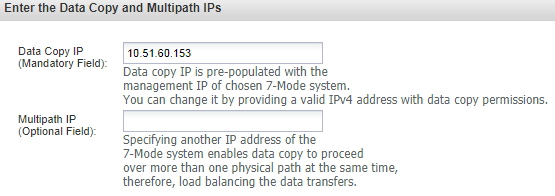 Enter the Data Copy and Multipath IPs
Data Copy IP
(Mandatory Field):
10.51.60.153
Data copy IP is pre-populated with the
management IP of chosen 7-Mode system.
You can change it by providing a valid IPv4 address with data copy permissions.
Multipath IP
(Optional Field):
Specifying another IP address of the
7-Mode system enables data copy to proceed
over more than one physical path at the same time,
therefore, load balancing the data transfers.